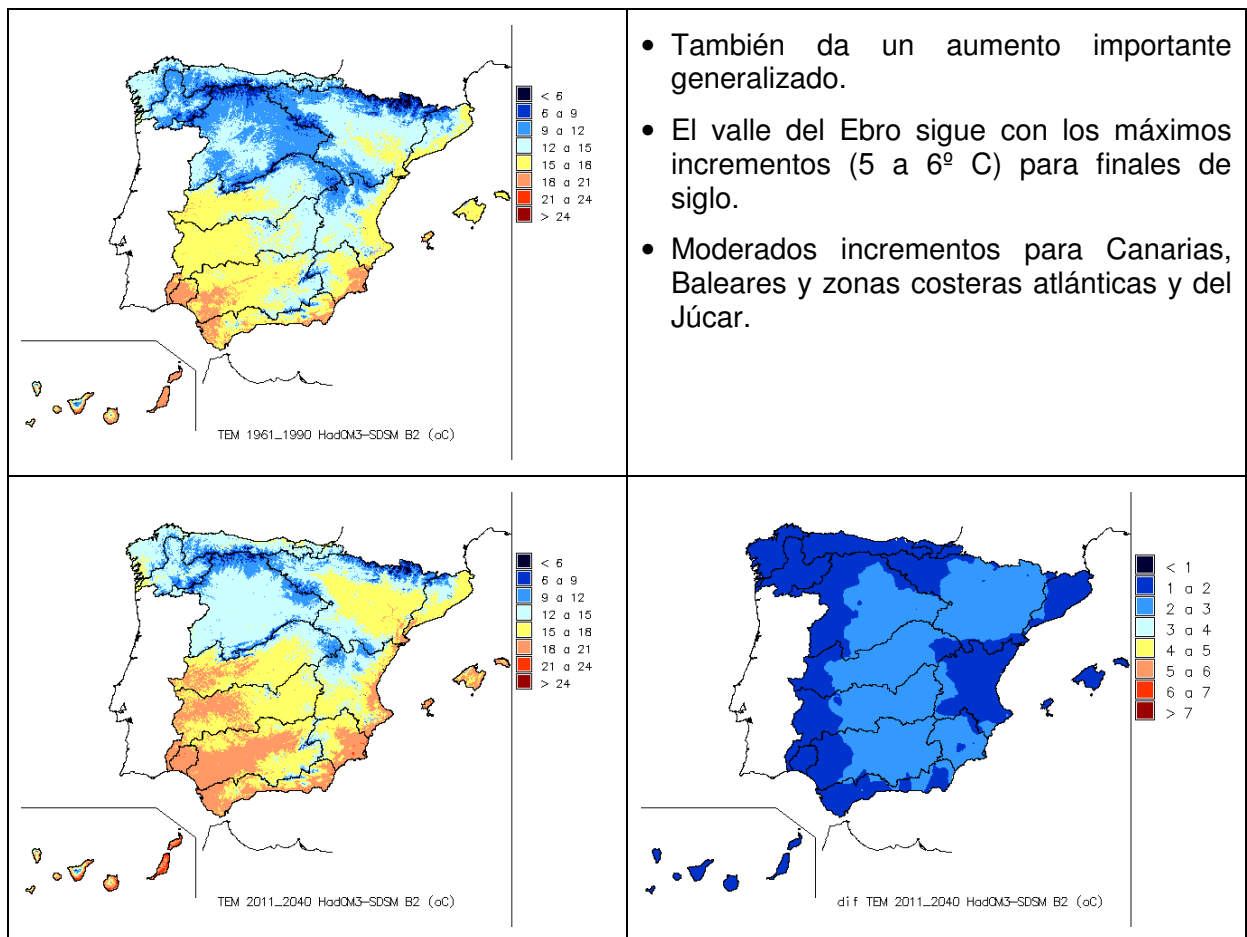 < 6
6 a 9
9 a 12
12 a 15
15 a 18
18 a 21
21 a 24
> 24
TEM 1961_1990 HadCM3-SDSM B2 (oC)
• También da un aumento importante
generalizado.
• El valle del Ebro sigue con los máximos
incrementos (5 a 6º C) para finales de
siglo.
• Moderados incrementos para Canarias,
Baleares y zonas costeras atlánticas y del
Júcar.
< 6
6 a 9
9 a 12
12 a 15
15 a 18
18 a 21
21 a 24
> 24
TEM 2011_2040 HadCM3-SDSM B2 (oC)
< 1
1 a 2
2 a 3
3 a 4
4 a 5
5 a 6
6 a 7
> 7
dif TEM 2011_2040 HadCM3-SDSM B2 (oC)